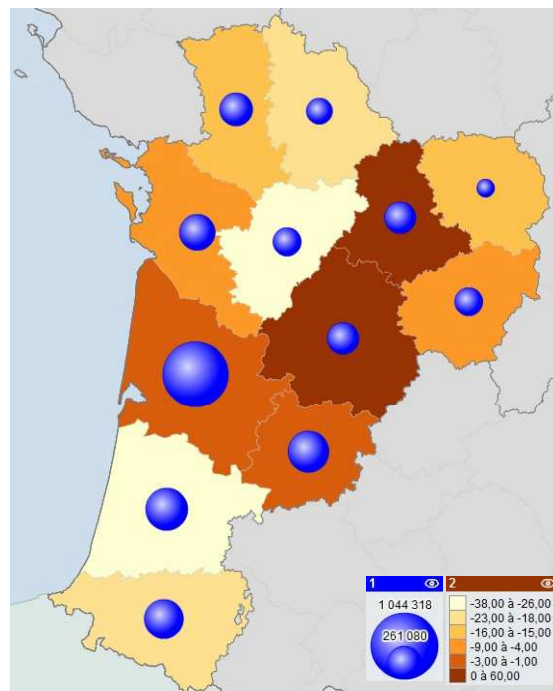 1
1 044 318
261 080
2
-38,00 à -26,00
-23,00 à -18,00
-16,00 à -15,00
-9,00 à -4,00
-3,00 à -1,00
0 à 60,00